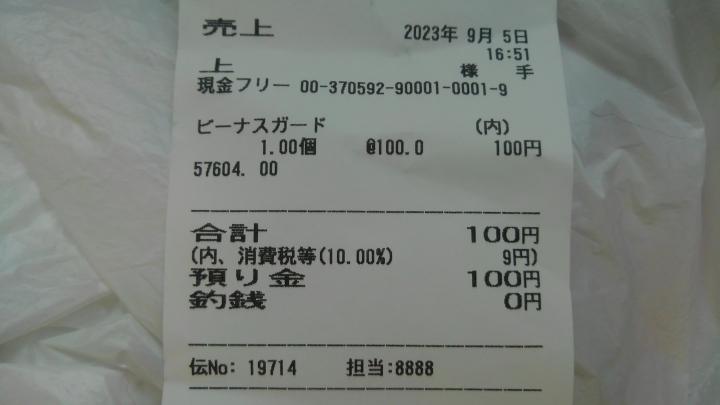 売上 2023年 9月 5日
16:51
上 様 手
現金フリー 00-370592-90001-0001-9
ビーナスガード (内)
1.00個 @100.0 100円
57604. 00
合計 100円
(内、消費税等(10.00%) 9円)
預り金 100円
釣銭 0円
伝No: 19714 担当:8888